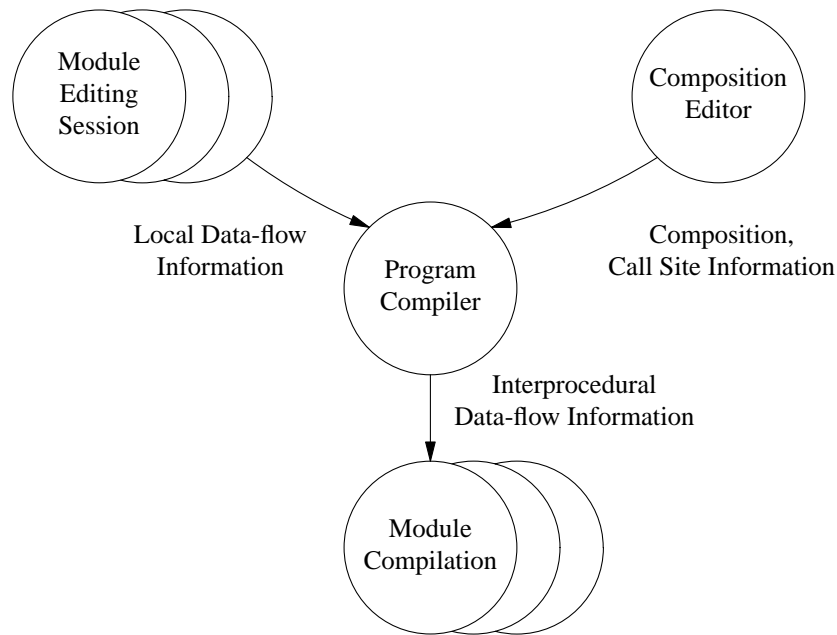 Module
Editing
Session
Composition
Editor
Local Data-flow
Information
Program
Compiler
Composition,
Call Site Information
Interprocedural
Data-flow Information
Module
Compilation